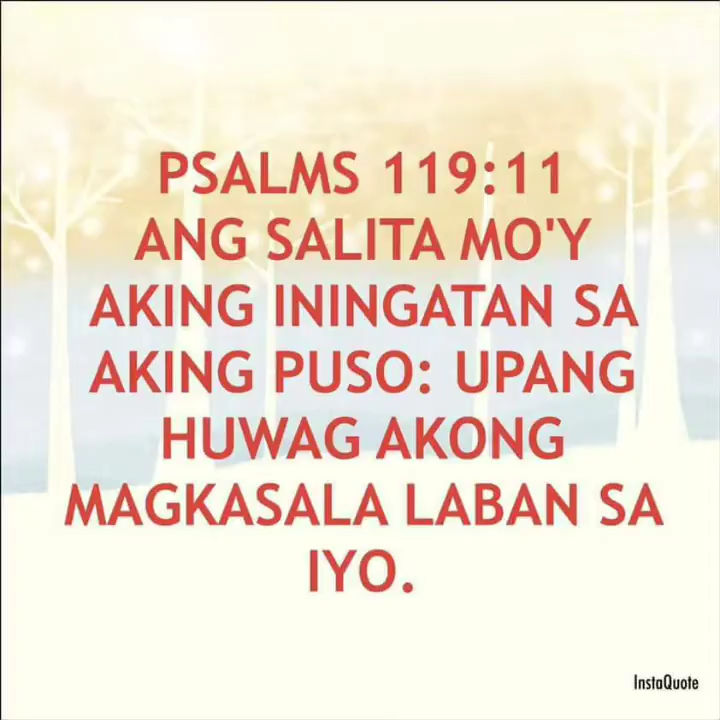 PSALMS 119:11
ANG SALITA MO'Y
AKING ININGATAN SA
AKING PUSO: UPANG
HUWAG AKONG
MAGKASALA LABAN SA
IYO.
InstaQuote